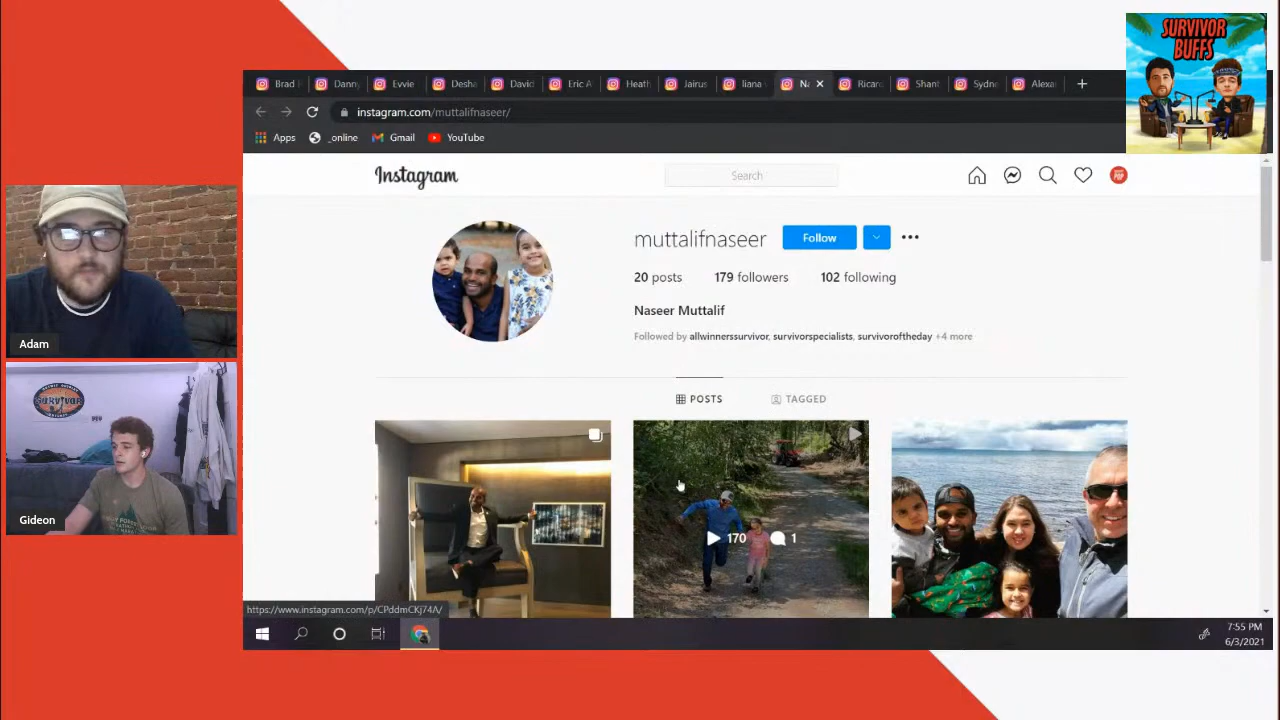 SURVIVOR
BUFFS
Brad
Danny
Evvie
Desha
David
Eric A
Heath
Jairus
liana
Na
Ricard
Shant
Sydne
Alexa
instagram.com/muttalifnaseer/
Apps
_online
Gmail
YouTube
Instagram
Search
muttalifnaseer
Follow
20 posts 179 followers 102 following
Naseer Muttalif
Followed by allwinnerssurvivor, survivorspecialists, survivoroftheday +4 more
POSTS
TAGGED
170
1
Adam
SURVIVOR
Gideon
https://www.instagram.com/p/CPddmCKj74A/
7:55 PM
6/3/2021